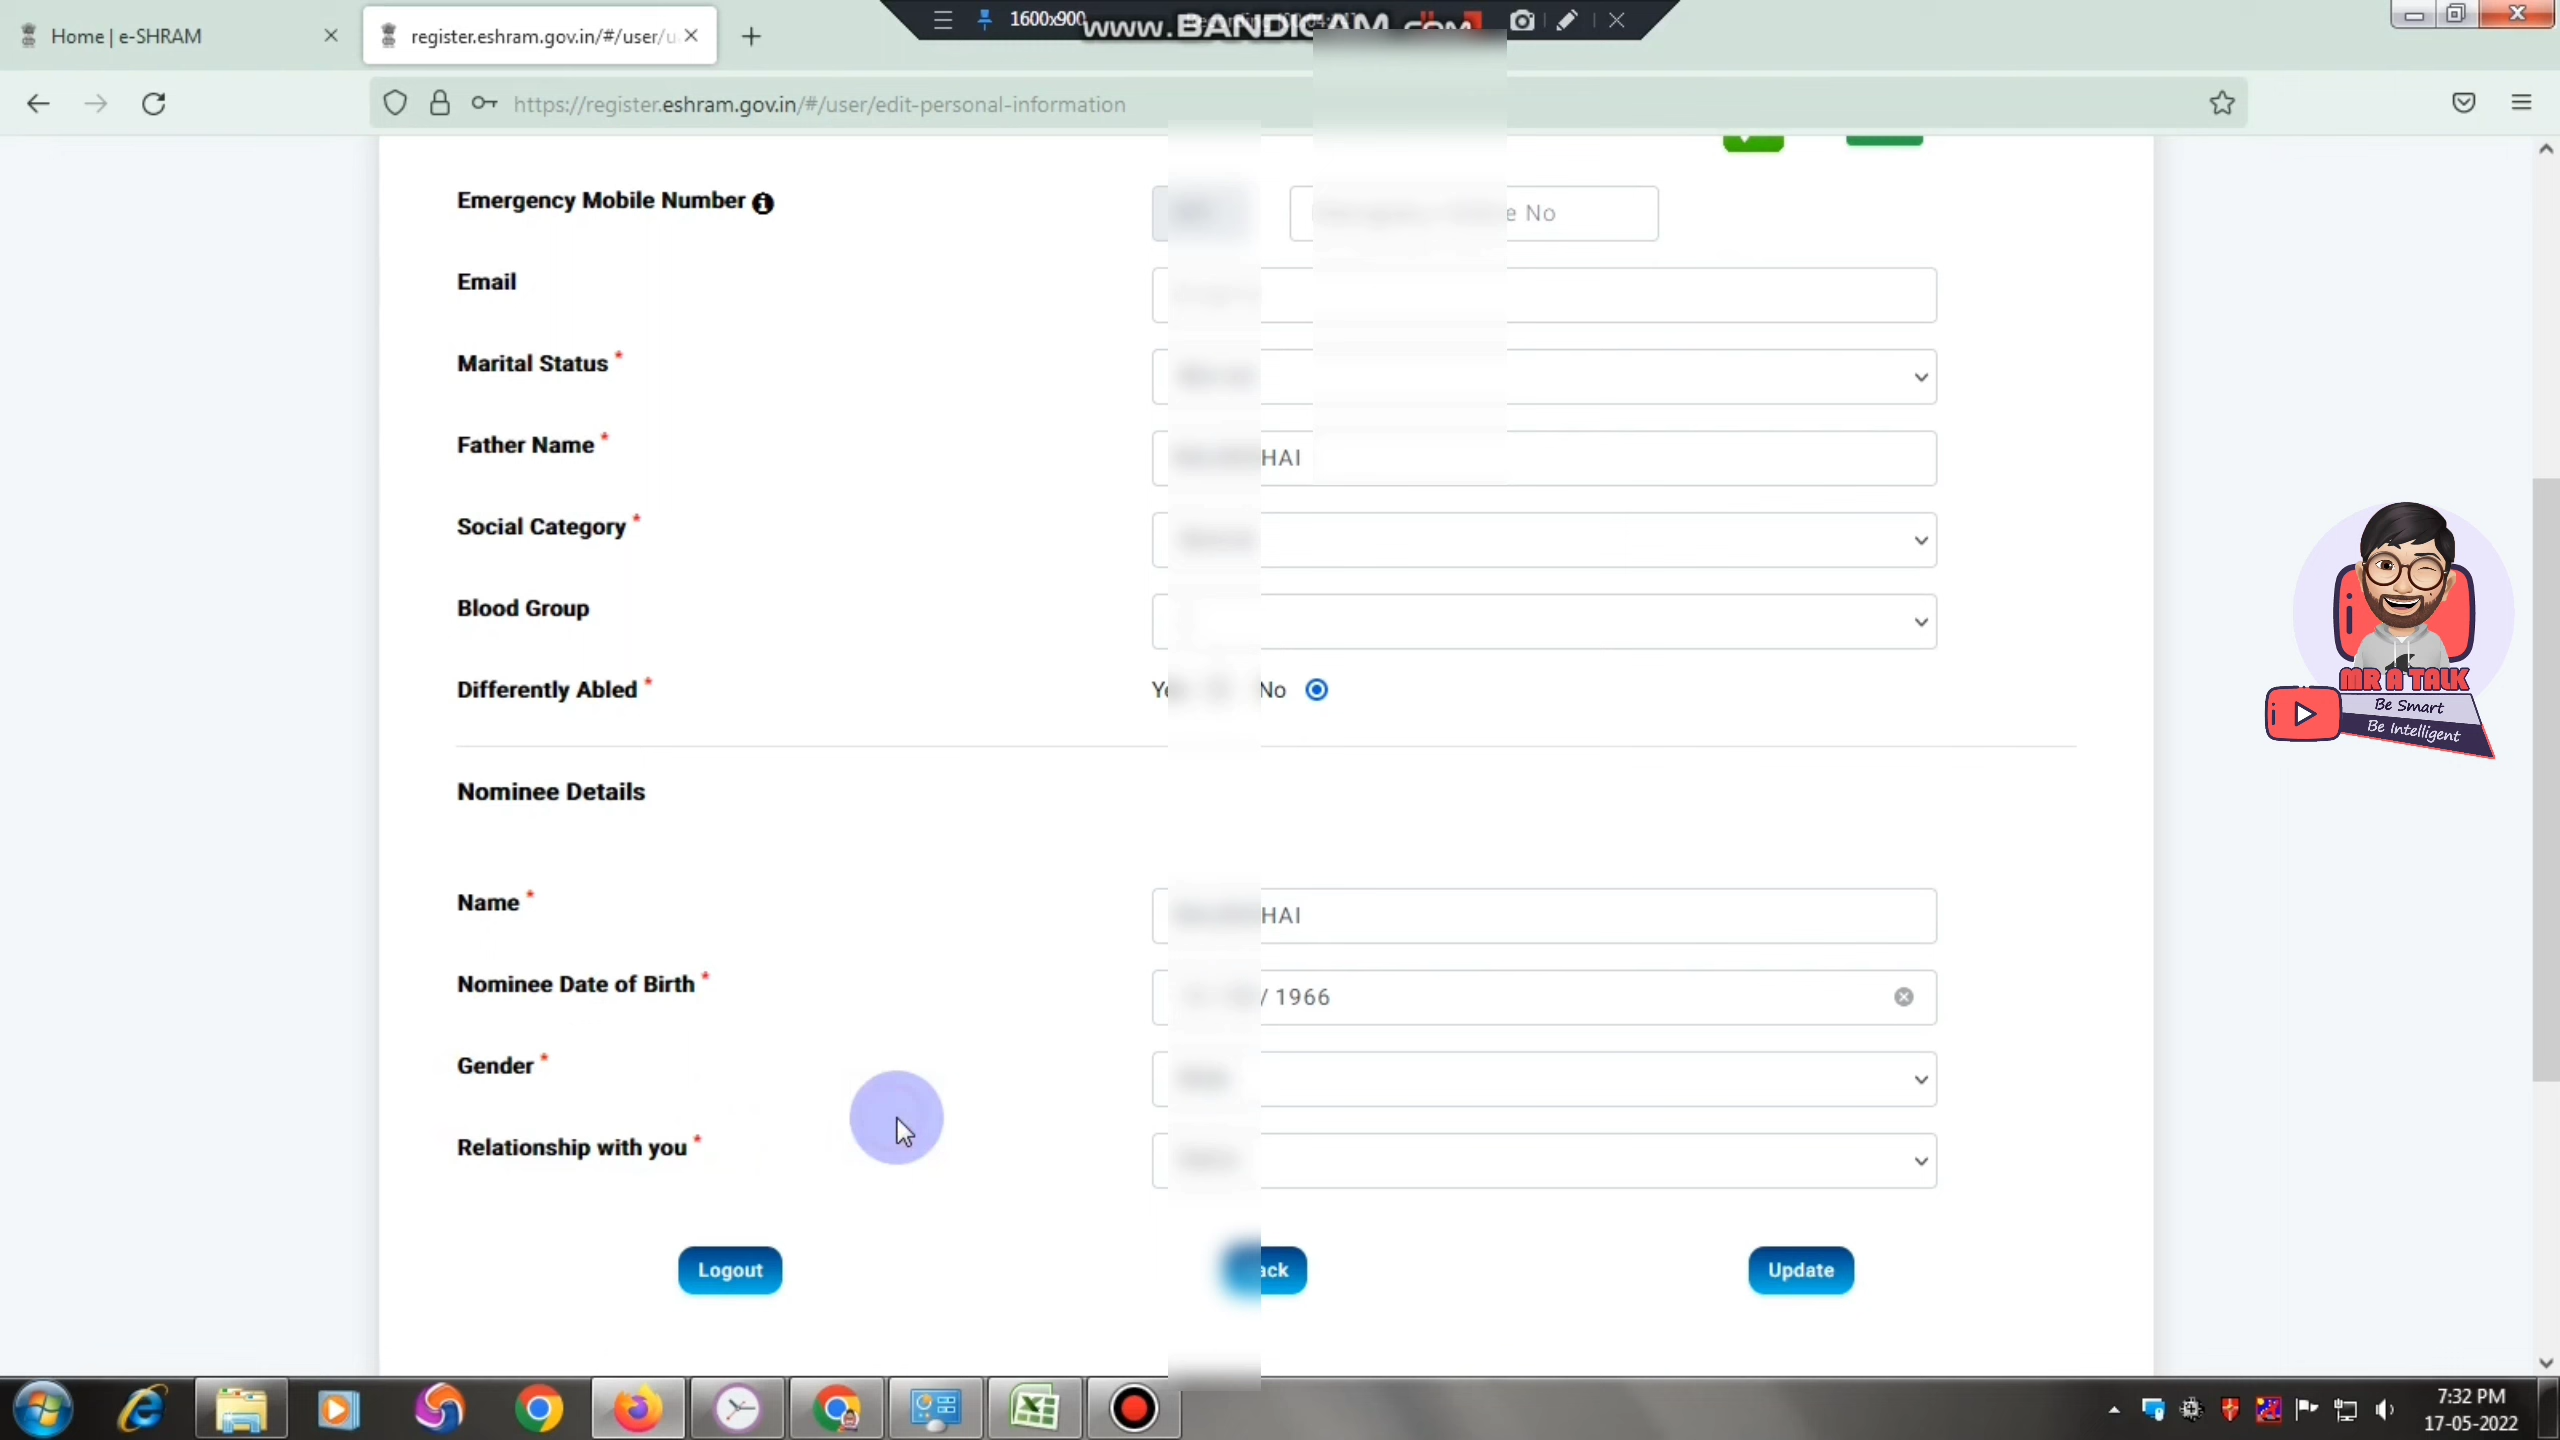 Home | e-SHRAM
register.eshram.gov.in/#/user/u
1600x900
www.BANDICAM.COM
https://register.eshram.gov.in/#/user/edit-personal-information
Emergency Mobile Number
e No
Email
Marital Status *
Father Name *
HAI
Social Category *
Blood Group
Differently Abled *
No
Nominee Details
Name *
HAI
Nominee Date of Birth *
/ 1966
Gender *
Relationship with you *
Logout
ack
Update
MR A TALK
Be Smart
Be Intelligent
7:32 PM
17-05-2022